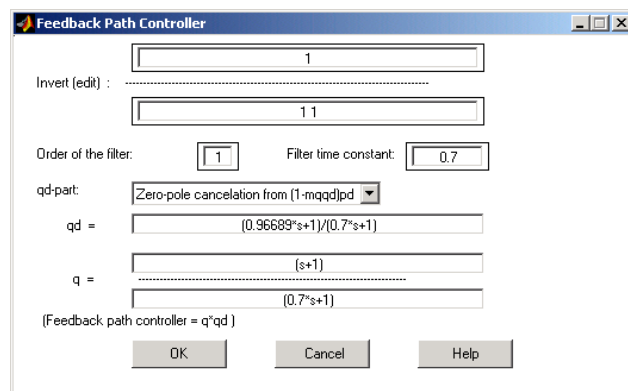 Feedback Path Controller
1
Invert (edit) : ------------------------------------------------------------
1 1
Order of the filter: 1 Filter time constant: 0.7
qd-part: Zero-pole cancelation from (1-mqqd)pd
qd = (0.96689*s+1)/(0.7*s+1)
(s+1)
q = ------------------------------------------------------------
(0.7*s+1)
(Feedback path controller = q*qd )
OK Cancel Help